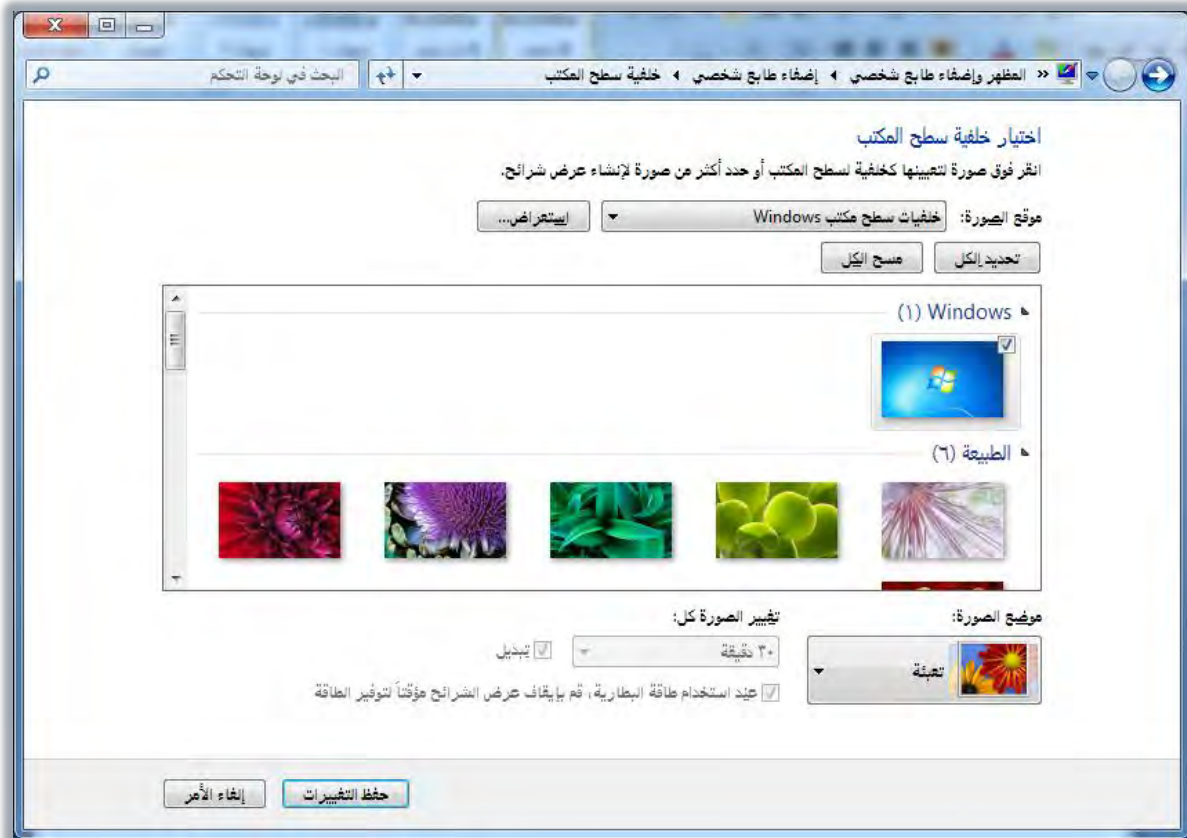 « المظهر وإضفاء طابع شخصي ‹ إضفاء طابع شخصي ‹ خلفية سطح المكتب
البحث في لوحة التحكم
اختيار خلفية سطح المكتب
انقر فوق صورة لتعيينها كخلفية لسطح المكتب أو حدد أكثر من صورة لإنشاء عرض شرائح.
موقع الصورة: خلفيات سطح مكتب Windows استعراض...
تحديد الكل مسح الكل
Windows (١)
الطبيعة (٦)
موضع الصورة: تغيير الصورة كل:
تعبئة ٣٠ دقيقة تبديل
عند استخدام طاقة البطارية، قم بإيقاف عرض الشرائح مؤقتاً لتوفير الطاقة
حفظ التغييرات إلغاء الأمر